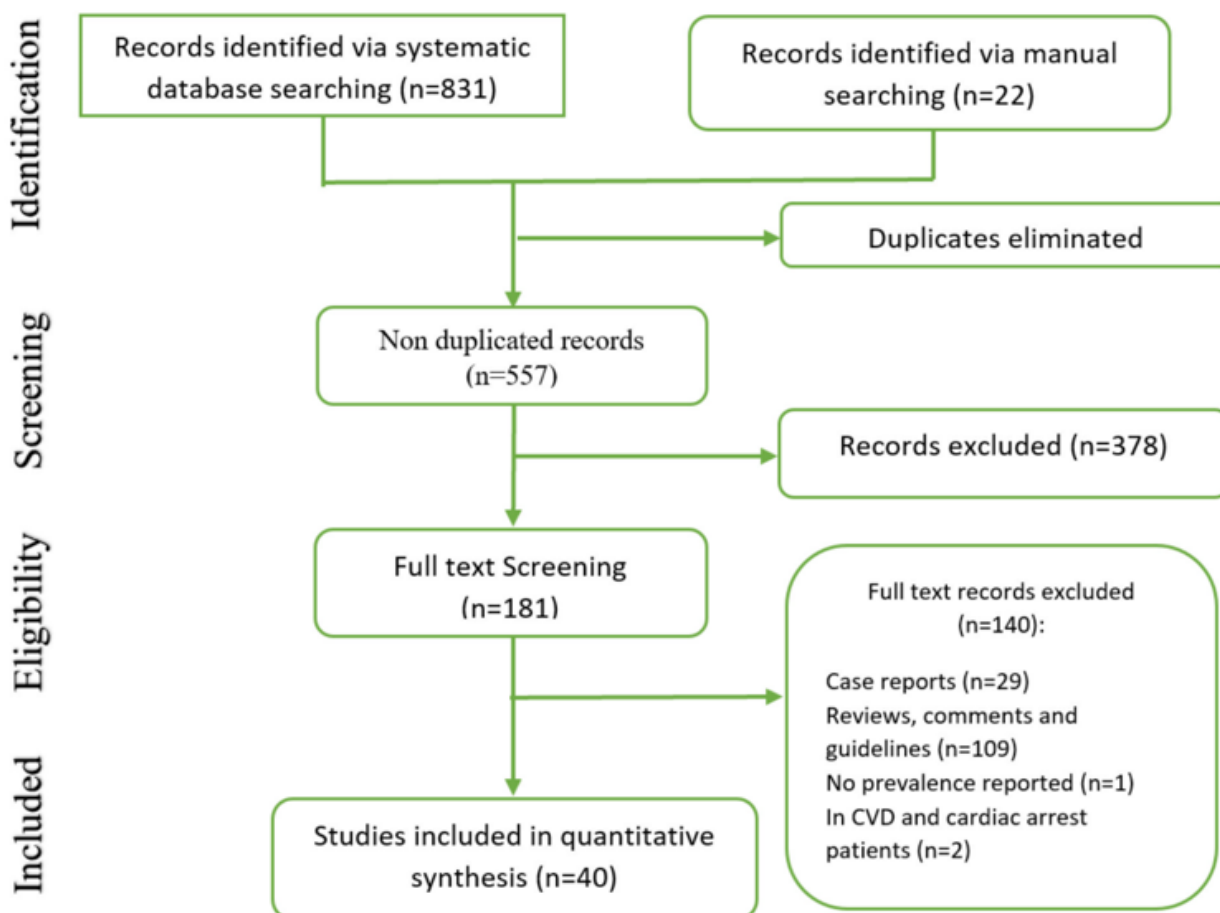 Identification
Records identified via systematic
database searching (n=831)
Records identified via manual
searching (n=22)
Duplicates eliminated
Screening
Non duplicated records
(n=557)
Records excluded (n=378)
Eligibility
Full text Screening
(n=181)
Full text records excluded
(n=140):
Case reports (n=29)
Reviews, comments and
guidelines (n=109)
No prevalence reported (n=1)
In CVD and cardiac arrest
patients (n=2)
Included
Studies included in quantitative
synthesis (n=40)